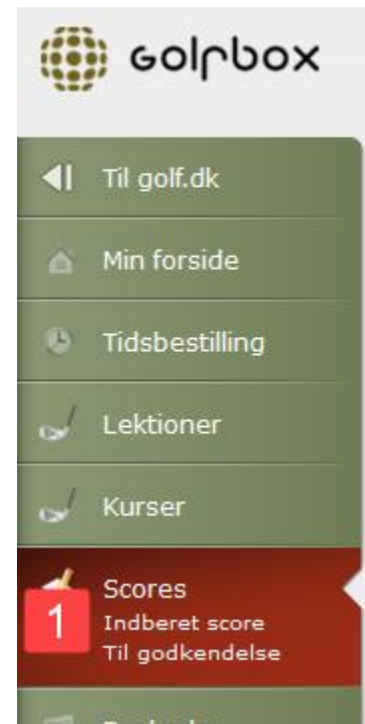 Golfbox
Til golf.dk
Min forside
Tidsbestilling
Lektioner
Kurser
Scores
1
Indberet score
Til godkendelse